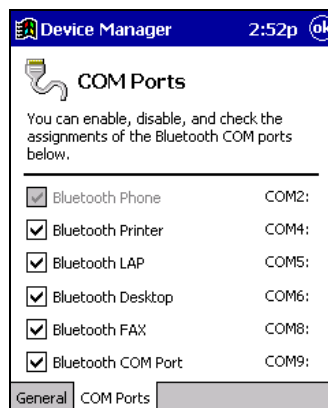 Device Manager 2:52p ok
COM Ports
You can enable, disable, and check the
assignments of the Bluetooth COM ports
below.
Bluetooth Phone COM2:
Bluetooth Printer COM4:
Bluetooth LAP COM5:
Bluetooth Desktop COM6:
Bluetooth FAX COM8:
Bluetooth COM Port COM9:
General COM Ports